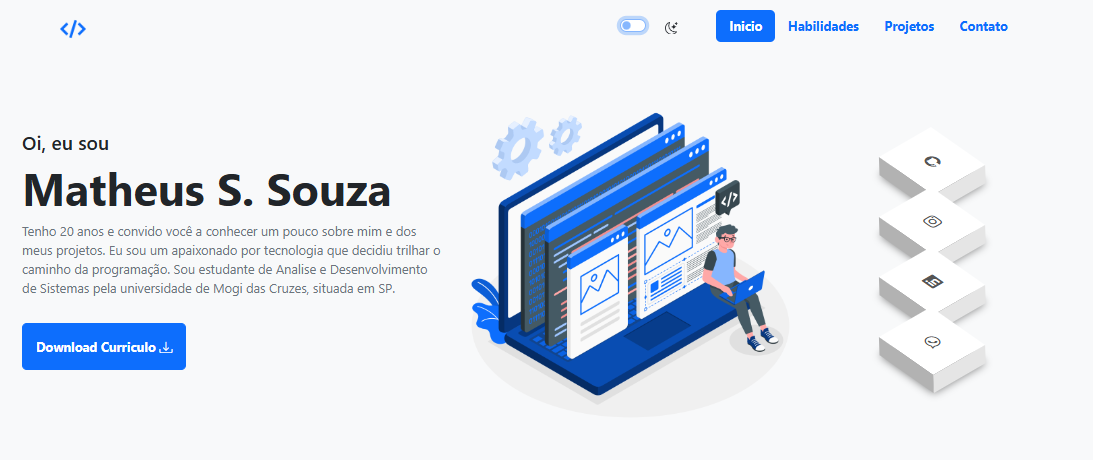 </>
Inicio Habilidades Projetos Contato
Oi, eu sou
Matheus S. Souza
Tenho 20 anos e convido você a conhecer um pouco sobre mim e dos
meus projetos. Eu sou um apaixonado por tecnologia que decidiu trilhar o
caminho da programação. Sou estudante de Analise e Desenvolvimento
de Sistemas pela universidade de Mogi das Cruzes, situada em SP.
Download Curriculo
</>